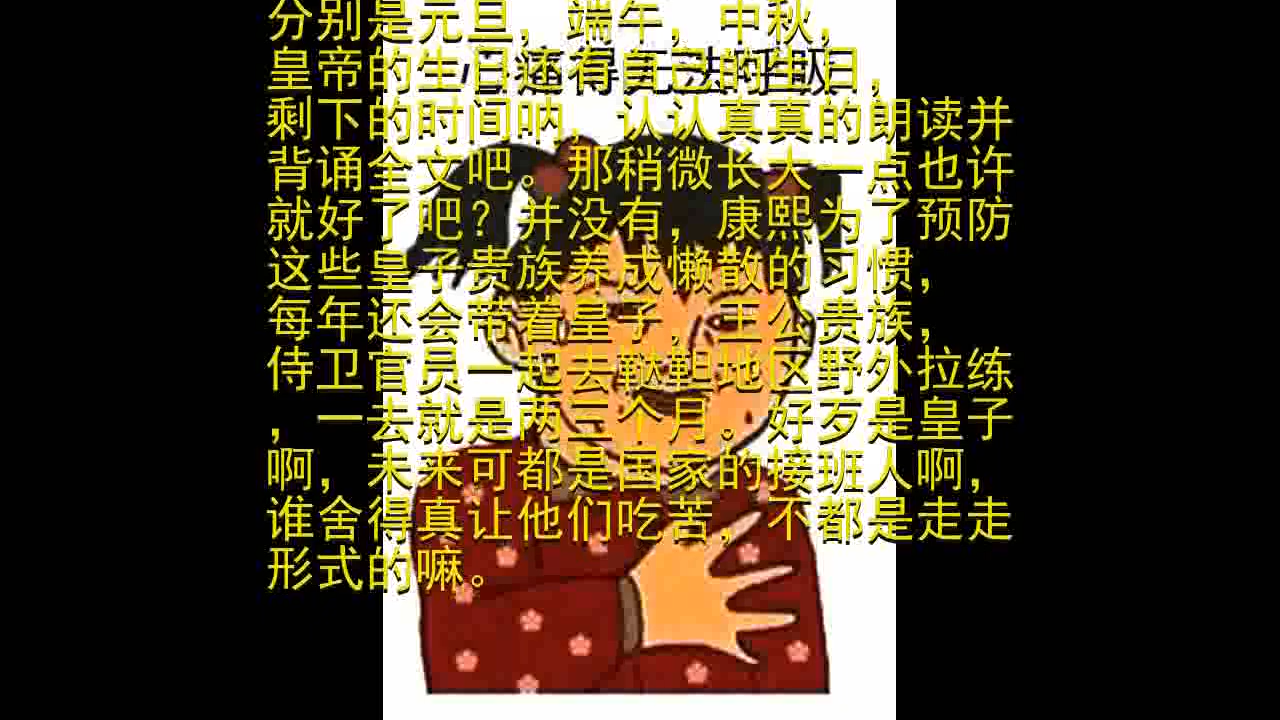 分别是元旦，端午，中秋，
皇帝的生日还有自己的生日，
剩下的时间呐，认认真真的朗读并
背诵全文吧。那稍微长大一点也许
就好了吧？并没有，康熙为了预防
这些皇子贵族养成懒散的习惯，
每年还会带着皇子，王公贵族，
侍卫官员一起去鞑靼地区野外拉练
，一去就是两三个月。好歹是皇子
啊，未来可都是国家的接班人啊，
谁舍得真让他们吃苦，不都是走走
形式的嘛。